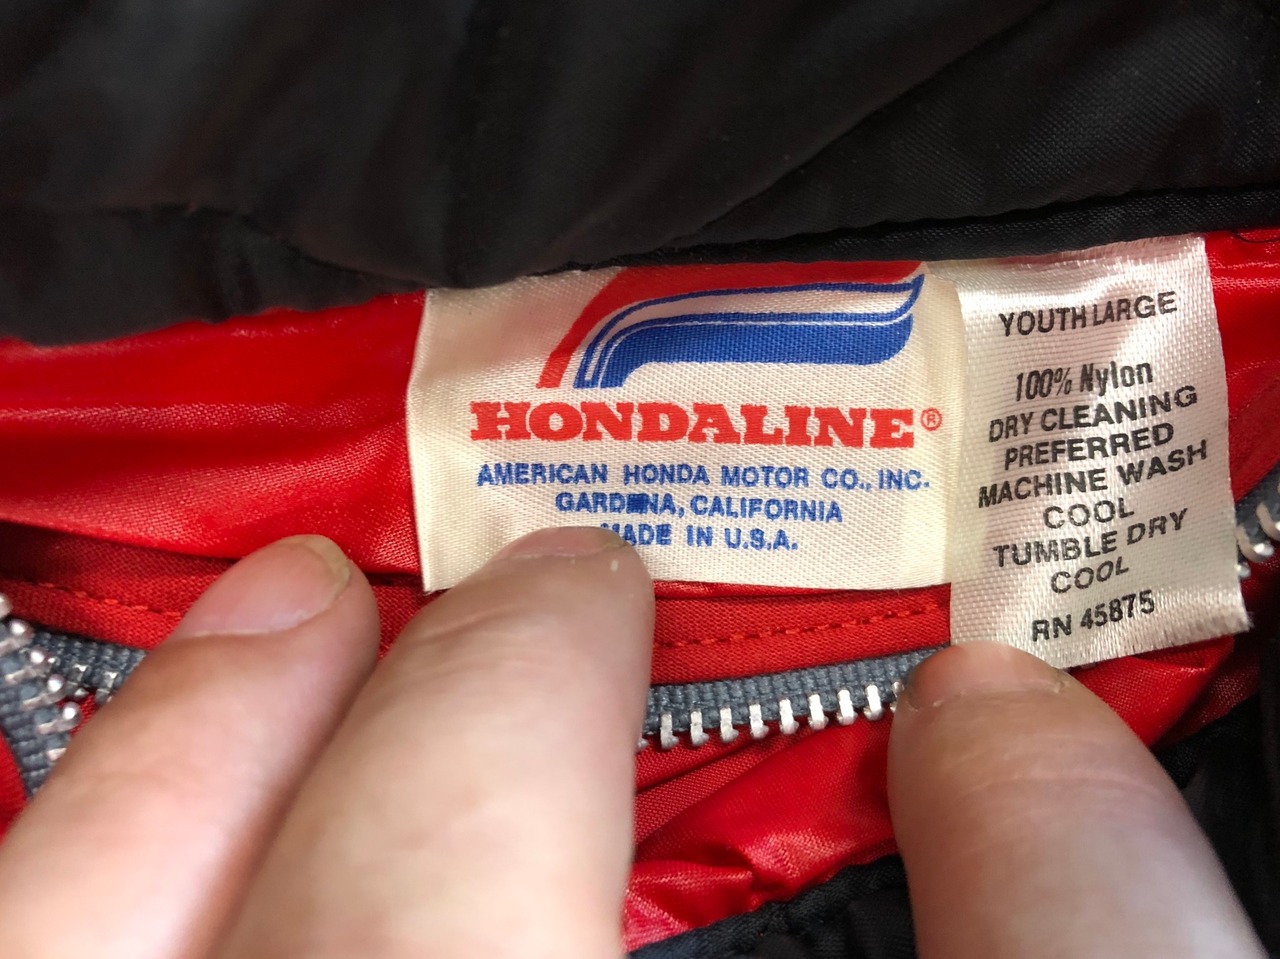 HONDALINE®
AMERICAN HONDA MOTOR CO., INC.
GARDENA, CALIFORNIA
MADE IN U.S.A.
YOUTH LARGE
100% Nylon
DRY CLEANING
PREFERRED
MACHINE WASH
COOL
TUMBLE DRY
COOL
RN 45875